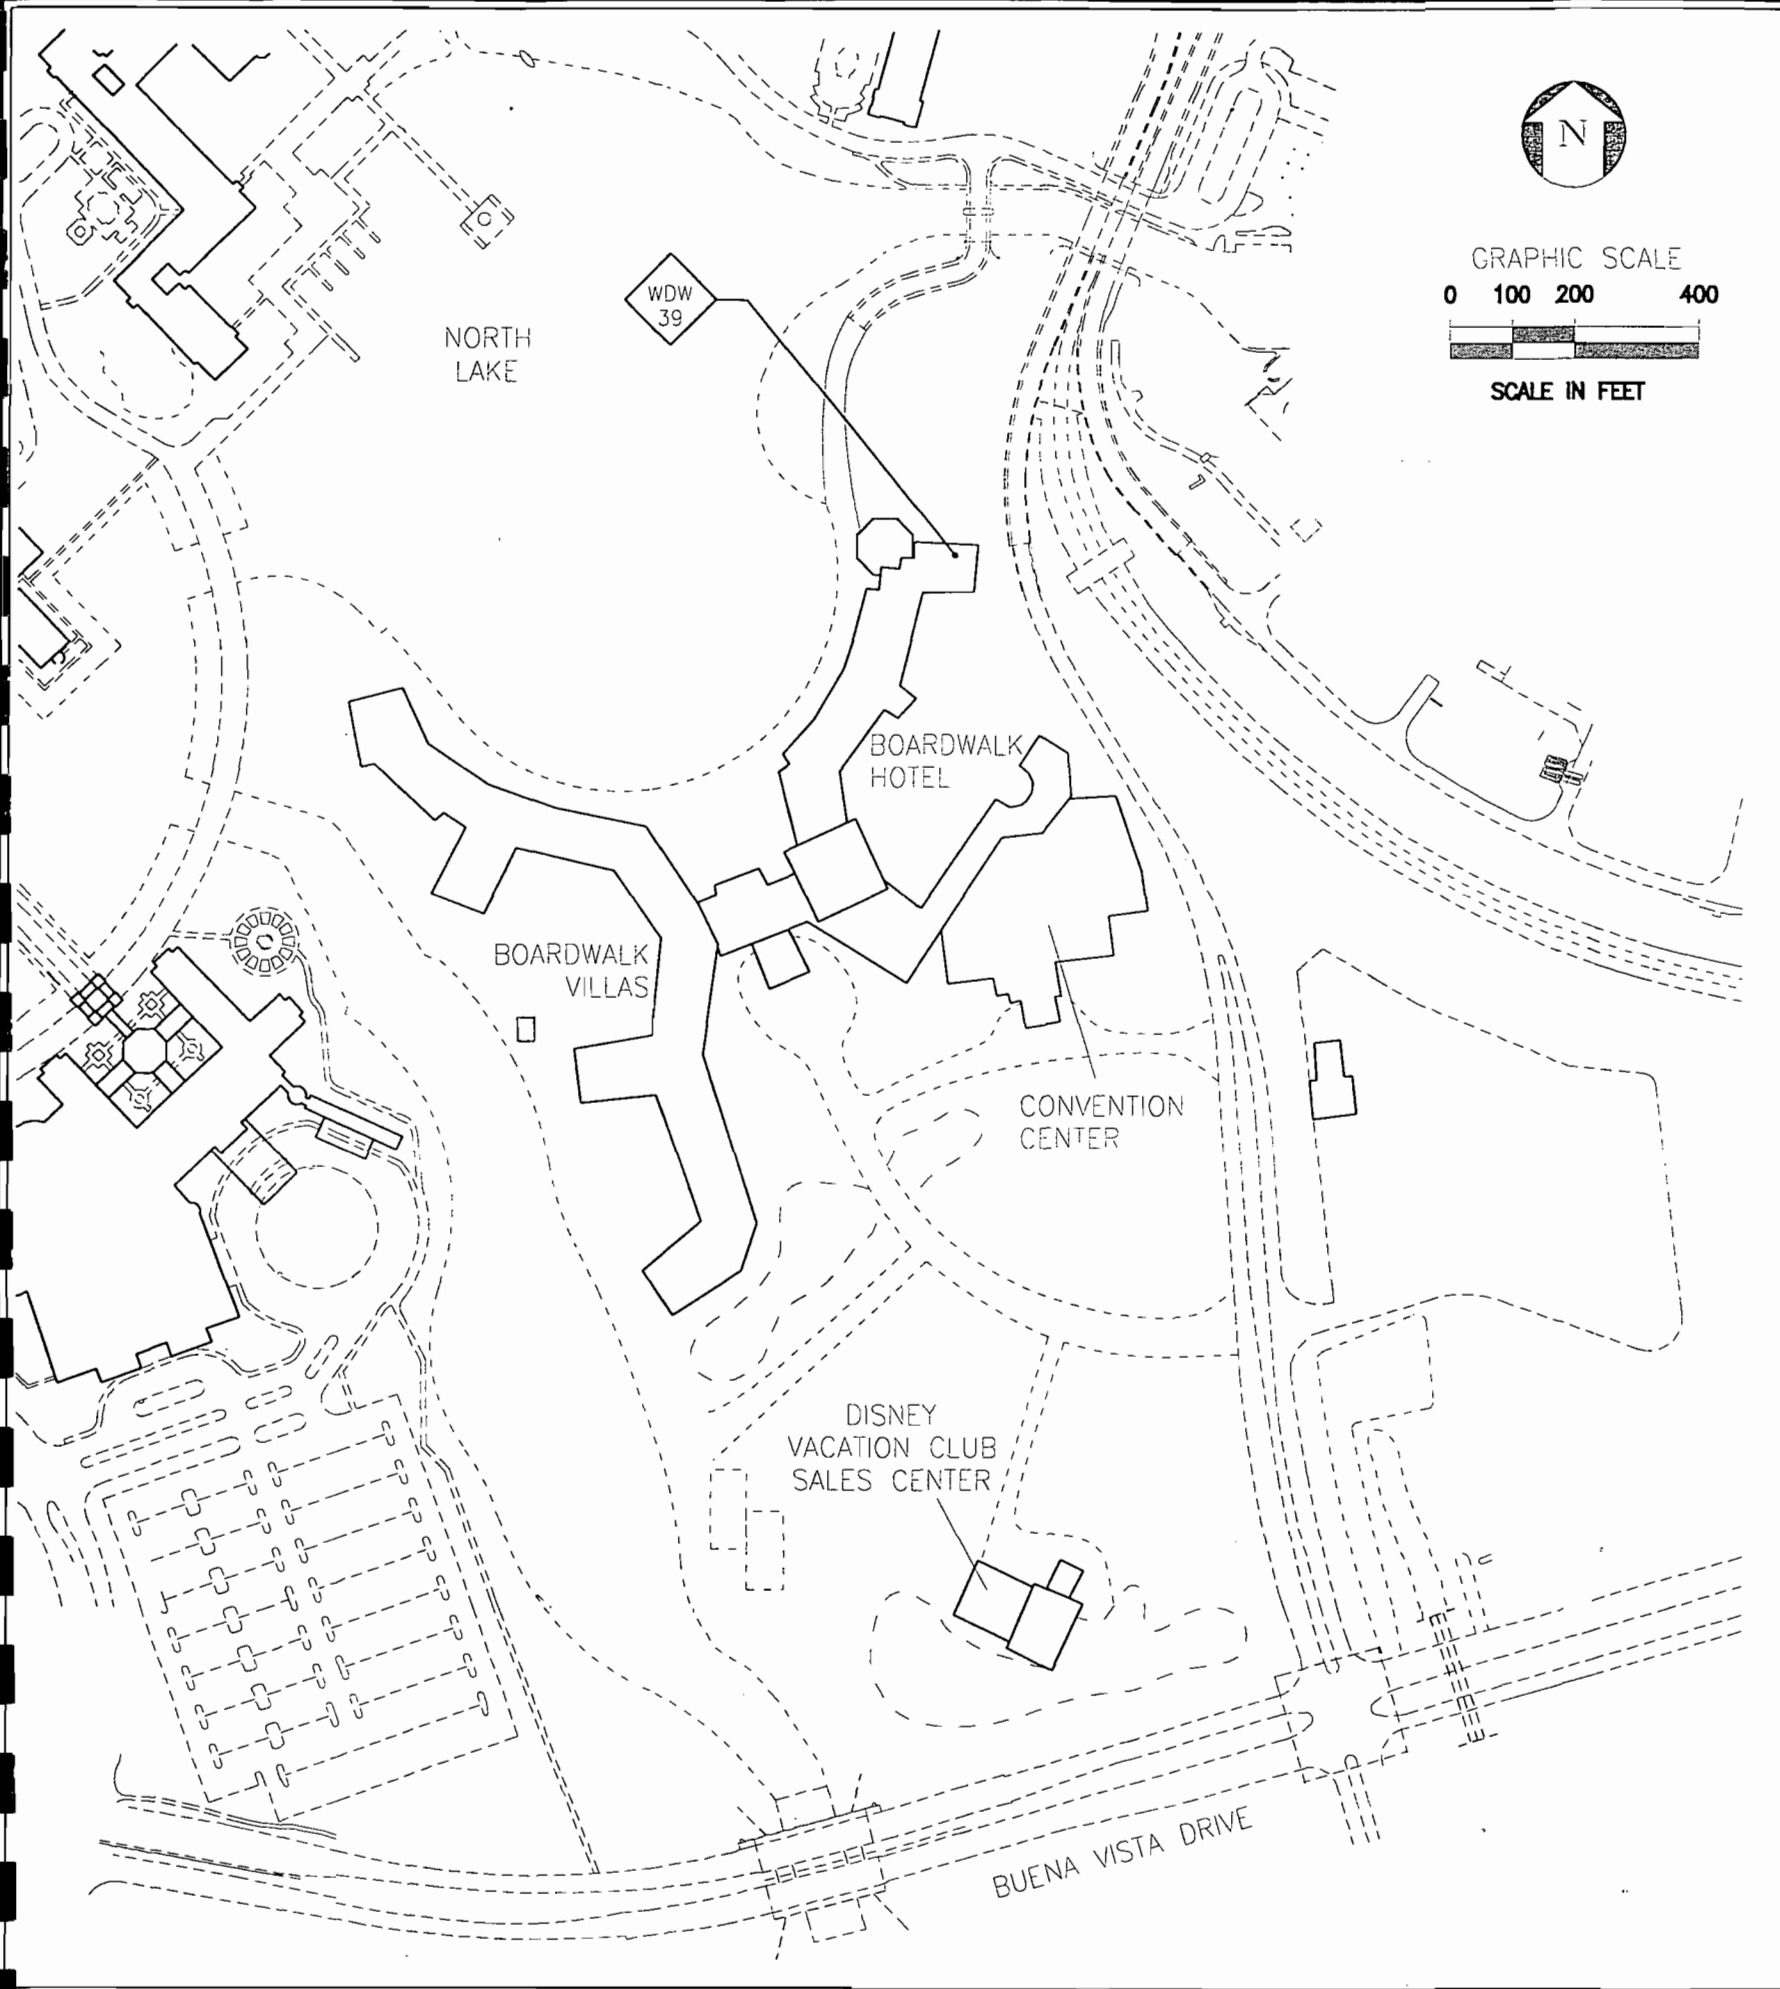 N
GRAPHIC SCALE
0 100 200 400
SCALE IN FEET
WDW
39
NORTH
LAKE
BOARDWALK
HOTEL
BOARDWALK
VILLAS
CONVENTION
CENTER
DISNEY
VACATION CLUB
SALES CENTER
BUENA VISTA DRIVE